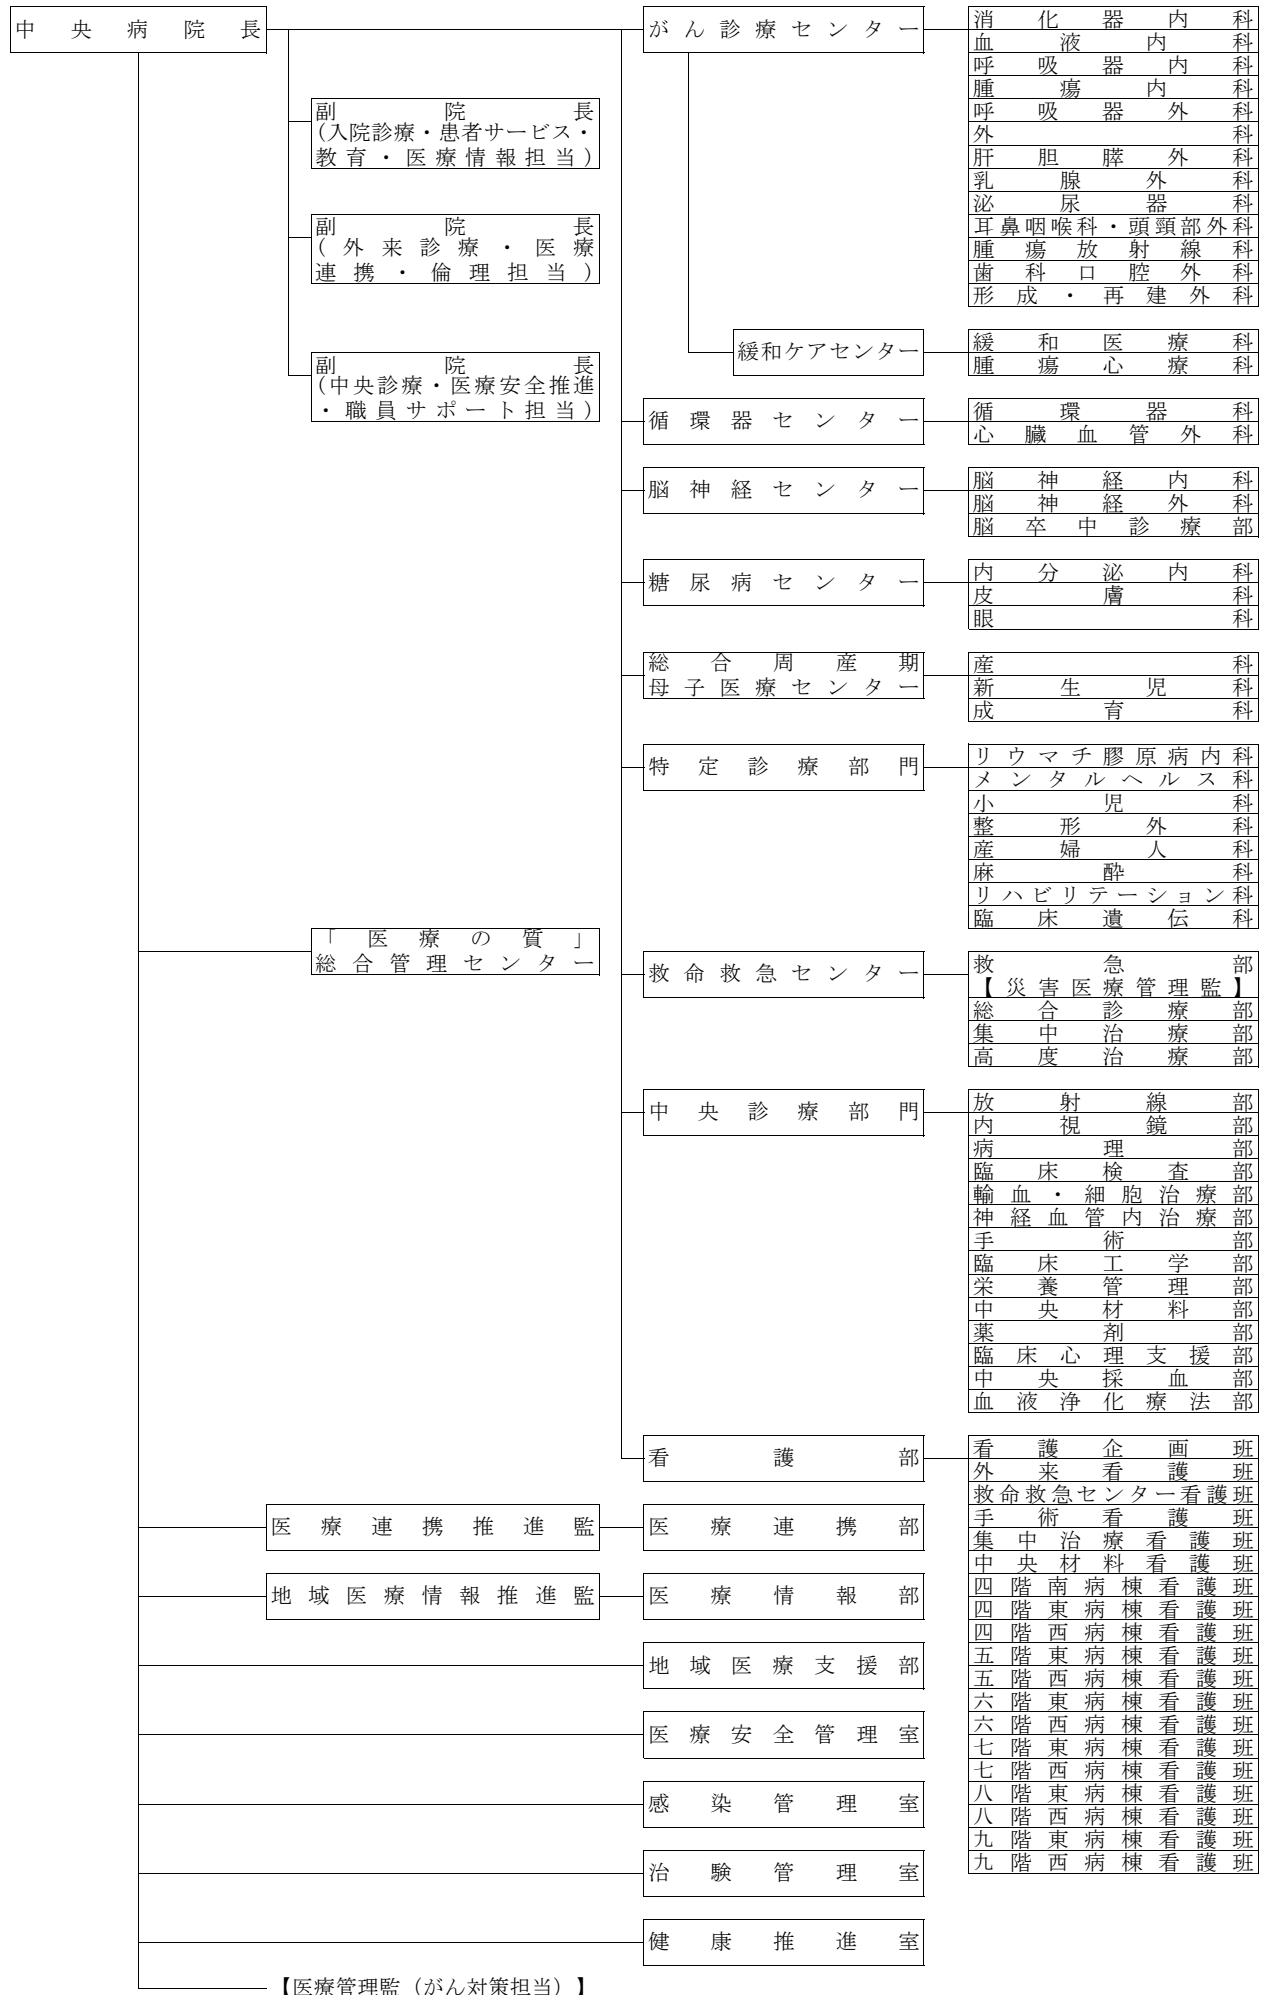 中央病院長
副院長
(入院診療・患者サービス・
教育・医療情報担当)
副院長
(外来診療・医療
連携・倫理担当)
副院長
(中央診療・医療安全推進
・職員サポート担当)
がん診療センター
消化器内科
血液内科
呼吸器内科
腫瘍内科
呼吸器外科
外科
肝胆膵外科
乳腺外科
泌尿器科
耳鼻咽喉科・頭頸部外科
腫瘍放射線科
歯科口腔外科
形成・再建外科
緩和ケアセンター
緩和医療科
腫瘍心療科
循環器センター
循環器科
心臓血管外科
脳神経センター
脳神経内科
脳神経外科
脳卒中診療部
糖尿病センター
内分泌内科
皮膚科
眼科
総合周産期
母子医療センター
産科
新生児科
成育科
特定診療部門
リウマチ膠原病内科
メンタルヘルス科
小児科
整形外科
産婦人科
麻酔科
リハビリテーション科
臨床遺伝科
「医療の質」
総合管理センター
救命救急センター
救急部
【災害医療管理監】
総合診療部
集中治療部
高度治療部
中央診療部門
放射線部
内視鏡部
病理部
臨床検査部
輸血・細胞治療部
神経血管内治療部
手術部
臨床工学部
栄養管理部
中央材料部
薬剤部
臨床心理支援部
中央採血部
血液浄化療法部
看護部
看護企画班
外来看護班
救命救急センター看護班
手術看護班
集中治療看護班
中央材料看護班
四階南病棟看護班
四階東病棟看護班
四階西病棟看護班
五階東病棟看護班
五階西病棟看護班
六階東病棟看護班
六階西病棟看護班
七階東病棟看護班
七階西病棟看護班
八階東病棟看護班
八階西病棟看護班
九階東病棟看護班
九階西病棟看護班
医療連携推進監
医療連携部
地域医療情報推進監
医療情報部
地域医療支援部
医療安全管理室
感染管理室
治験管理室
健康推進室
【医療管理監（がん対策担当）】